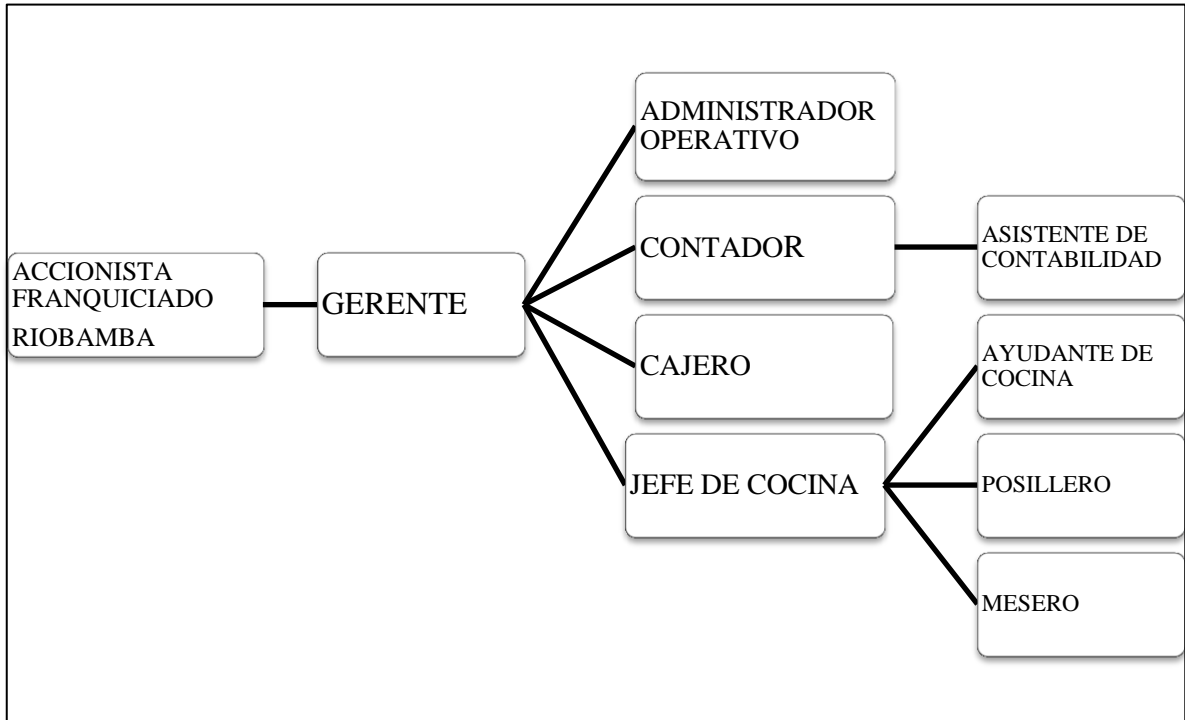 ACCIONISTA
FRANQUICIADO
RIOBAMBA
GERENTE
ADMINISTRADOR
OPERATIVO
CONTADOR
ASISTENTE DE
CONTABILIDAD
CAJERO
JEFE DE COCINA
AYUDANTE DE
COCINA
POSILLERO
MESERO